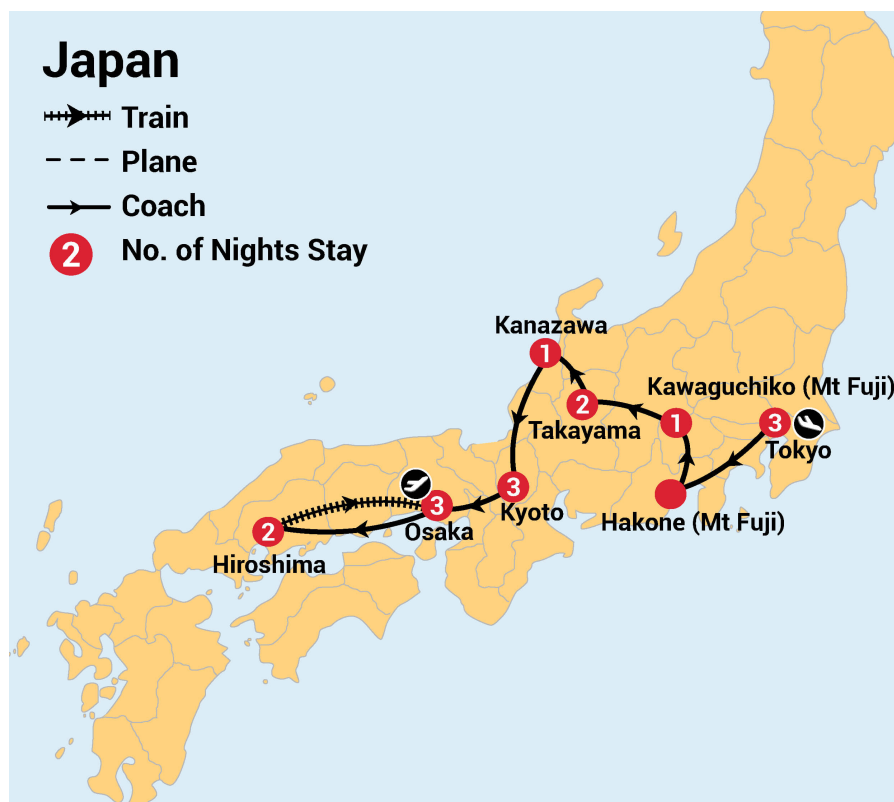 Japan
Train
Plane
Coach
2 No. of Nights Stay
Kanazawa
1
Kawaguchiko (Mt Fuji)
2
Takayama
1
3
Tokyo
3
Kyoto
Hakone (Mt Fuji)
3
Osaka
2
Hiroshima